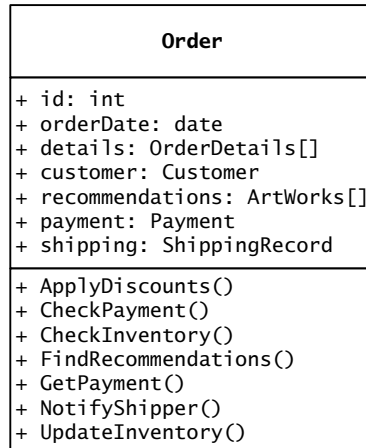 Order
+ id: int
+ orderDate: date
+ details: OrderDetails[]
+ customer: Customer
+ recommendations: ArtWorks[]
+ payment: Payment
+ shipping: ShippingRecord
+ ApplyDiscounts()
+ CheckPayment()
+ CheckInventory()
+ FindRecommendations()
+ GetPayment()
+ NotifyShipper()
+ UpdateInventory()